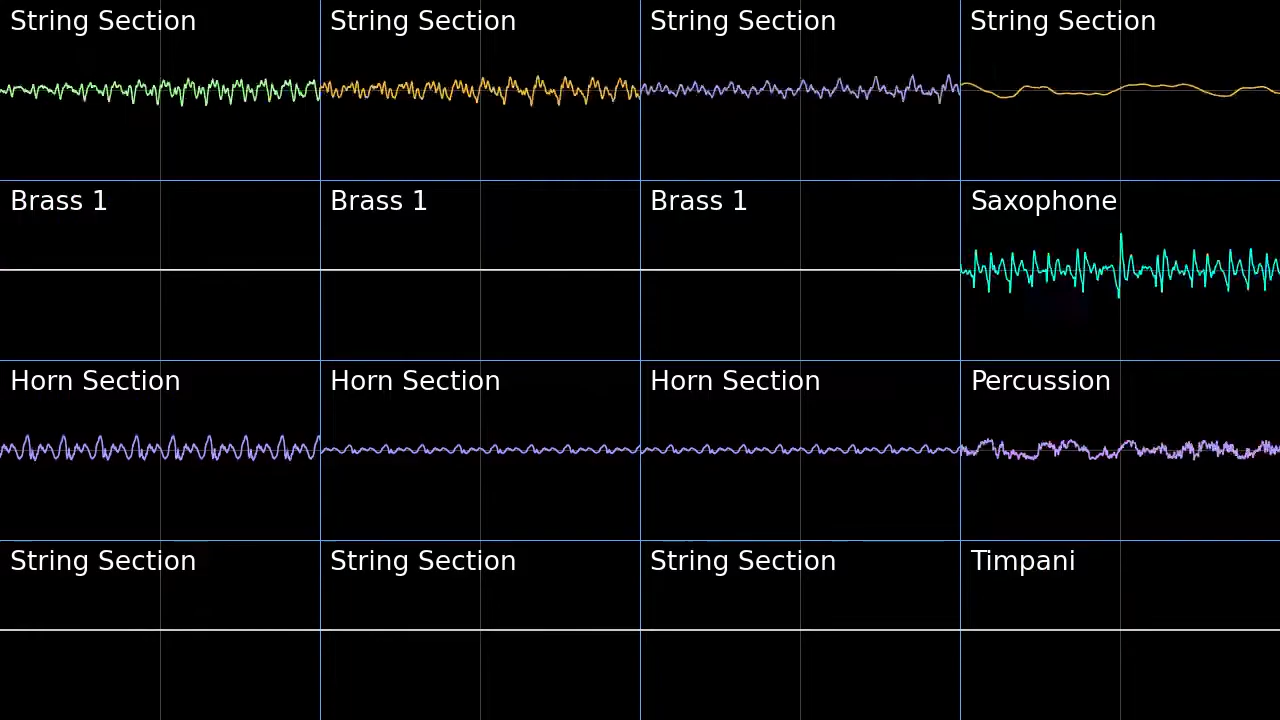 String Section
String Section
String Section
String Section
Brass 1
Brass 1
Brass 1
Saxophone
Horn Section
Horn Section
Horn Section
Percussion
String Section
String Section
String Section
Timpani